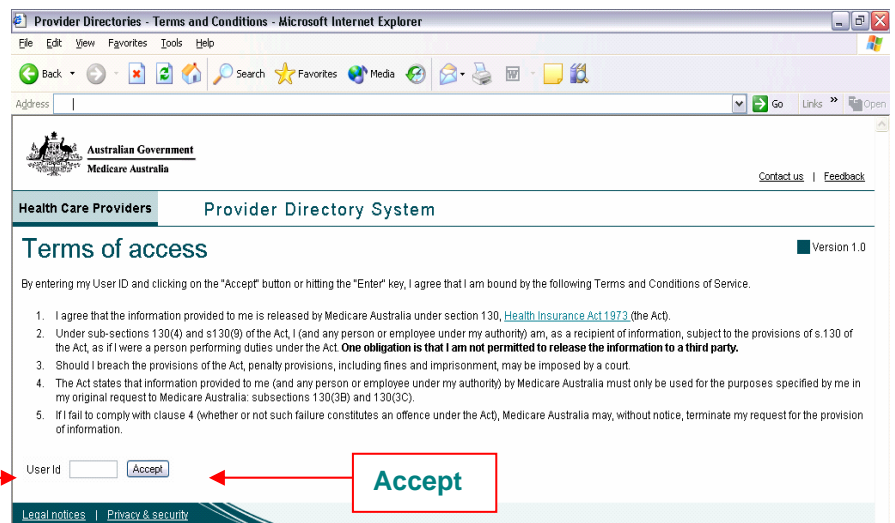 Provider Directories - Terms and Conditions - Microsoft Internet Explorer
File Edit View Favorites Tools Help
Back Search Favorites Media
Address Go Links » Open
Australian Government
Medicare Australia
Contact us | Feedback
Health Care Providers Provider Directory System
Terms of access
Version 1.0
By entering my User ID and clicking on the "Accept" button or hitting the "Enter" key, I agree that I am bound by the following Terms and Conditions of Service.
1. I agree that the information provided to me is released by Medicare Australia under section 130, Health Insurance Act 1973 (the Act).
2. Under sub-sections 130(4) and s130(9) of the Act, I (and any person or employee under my authority) am, as a recipient of information, subject to the provisions of s.130 of
the Act, as if I were a person performing duties under the Act. One obligation is that I am not permitted to release the information to a third party.
3. Should I breach the provisions of the Act, penalty provisions, including fines and imprisonment, may be imposed by a court.
4. The Act states that information provided to me (and any person or employee under my authority) by Medicare Australia must only be used for the purposes specified by me in
my original request to Medicare Australia: subsections 130(3B) and 130(3C).
5. If I fail to comply with clause 4 (whether or not such failure constitutes an offence under the Act), Medicare Australia may, without notice, terminate my request for the provision
of information.
User Id Accept
Accept
Legal notices | Privacy & security